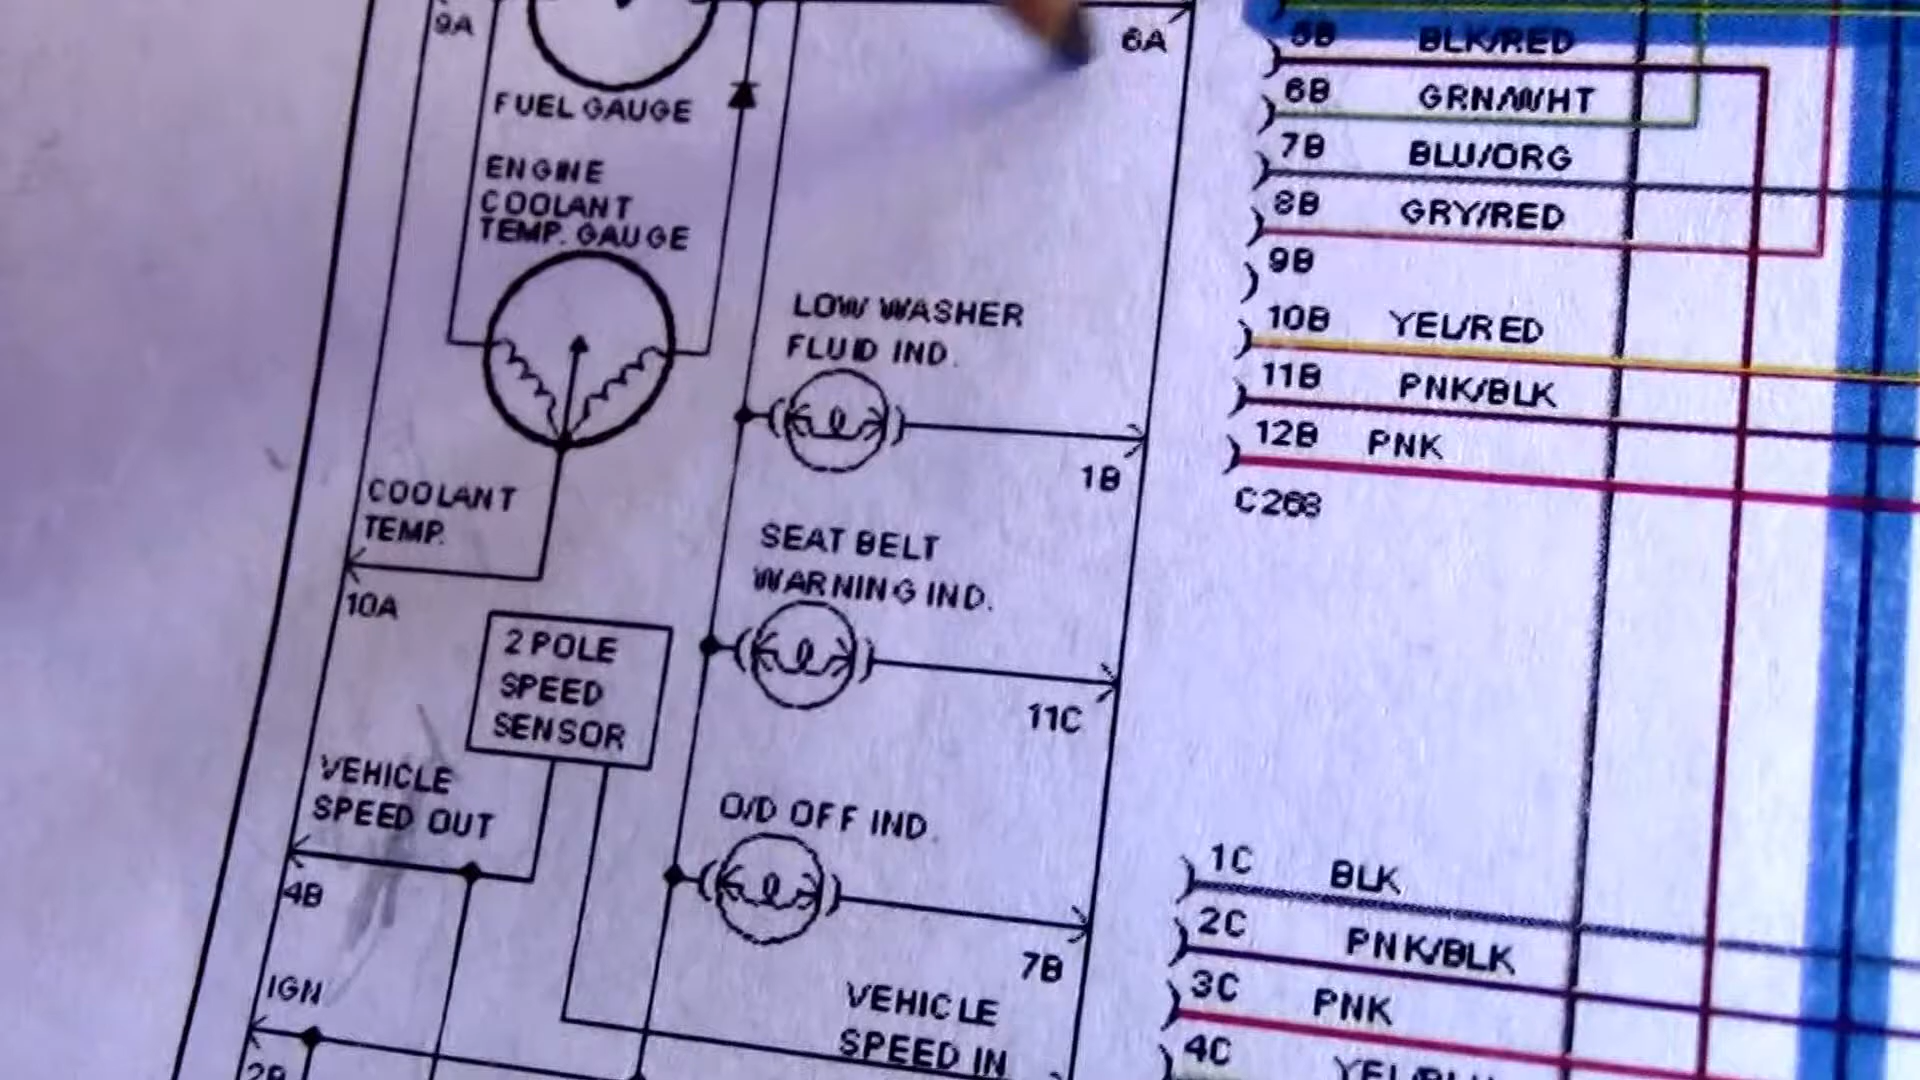 9A
FUEL GAUGE
6A
ENGINE
COOLANT
TEMP. GAUGE
LOW WASHER
FLUID IND.
1B
COOLANT
TEMP.
10A
SEAT BELT
WARNING IND.
11C
2 POLE
SPEED
SENSOR
VEHICLE
SPEED OUT
4B
O/D OFF IND.
7B
IGN
2B
VEHICLE
SPEED IN
5B BLK/RED
6B GRN/WHT
7B BLU/ORG
8B GRY/RED
9B
10B YEL/RED
11B PNK/BLK
12B PNK
C268
1C BLK
2C PNK/BLK
3C PNK
4C